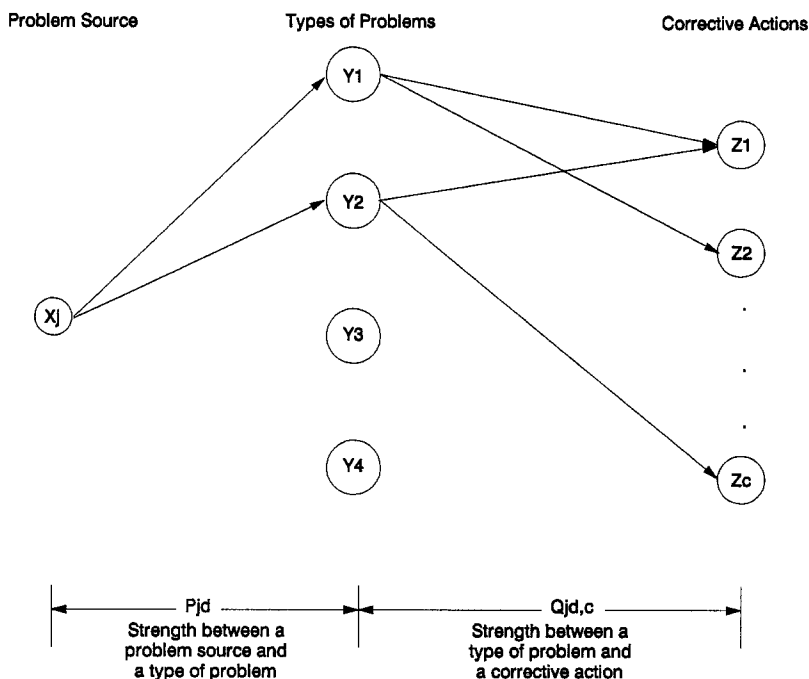 Problem Source
Types of Problems
Corrective Actions
Y1
Z1
Y2
Z2
Xj
Y3
Y4
Zc
Pjd
Strength between a
problem source and
a type of problem
Qjd,c
Strength between a
type of problem and
a corrective action